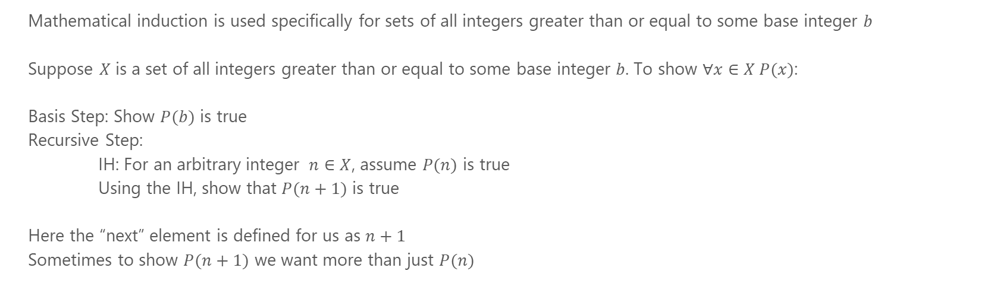 Mathematical induction is used specifically for sets of all integers greater than or equal to some base integer b
Suppose X is a set of all integers greater than or equal to some base integer b. To show ∀x ∈ X P(x):
Basis Step: Show P(b) is true
Recursive Step:
IH: For an arbitrary integer n ∈ X, assume P(n) is true
Using the IH, show that P(n + 1) is true
Here the “next” element is defined for us as n + 1
Sometimes to show P(n + 1) we want more than just P(n)